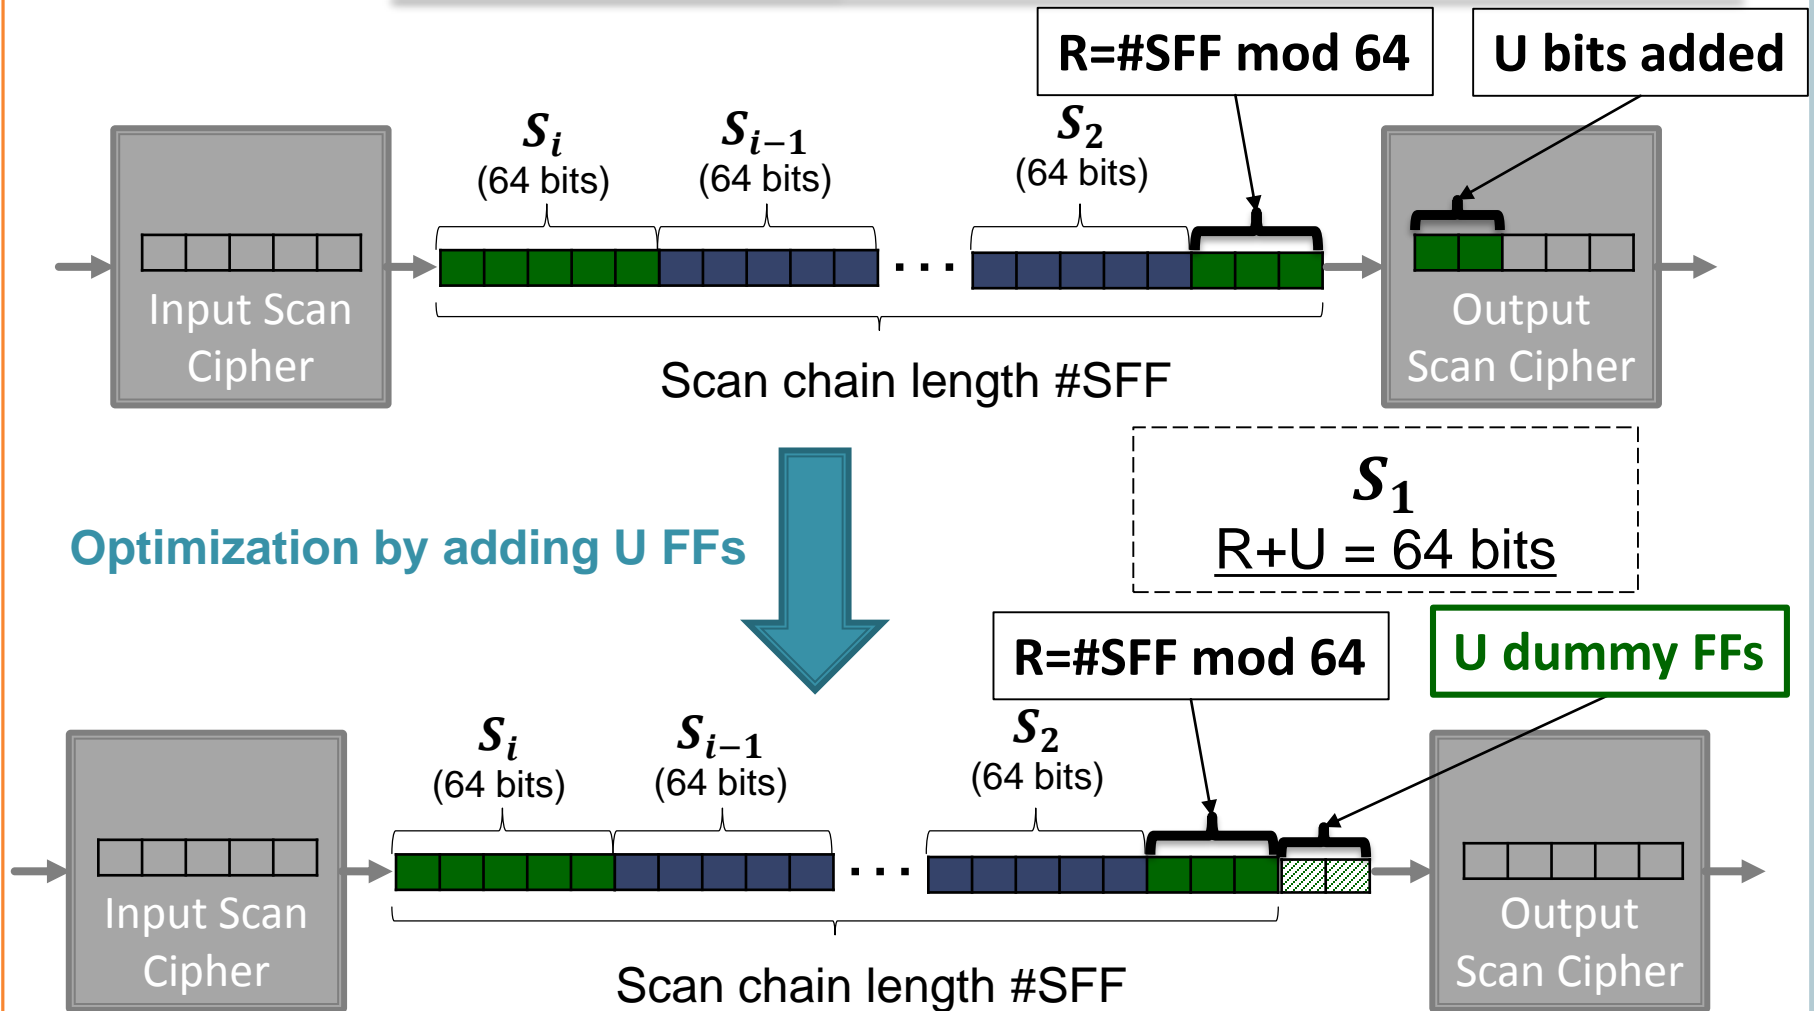 R=#SFF mod 64
U bits added
S_i
(64 bits)
S_{i-1}
(64 bits)
S_2
(64 bits)
. . .
Input Scan
Cipher
Output
Scan Cipher
Scan chain length #SFF
Optimization by adding U FFs
S_1
R+U = 64 bits
R=#SFF mod 64
U dummy FFs
S_i
(64 bits)
S_{i-1}
(64 bits)
S_2
(64 bits)
. . .
Input Scan
Cipher
Output
Scan Cipher
Scan chain length #SFF